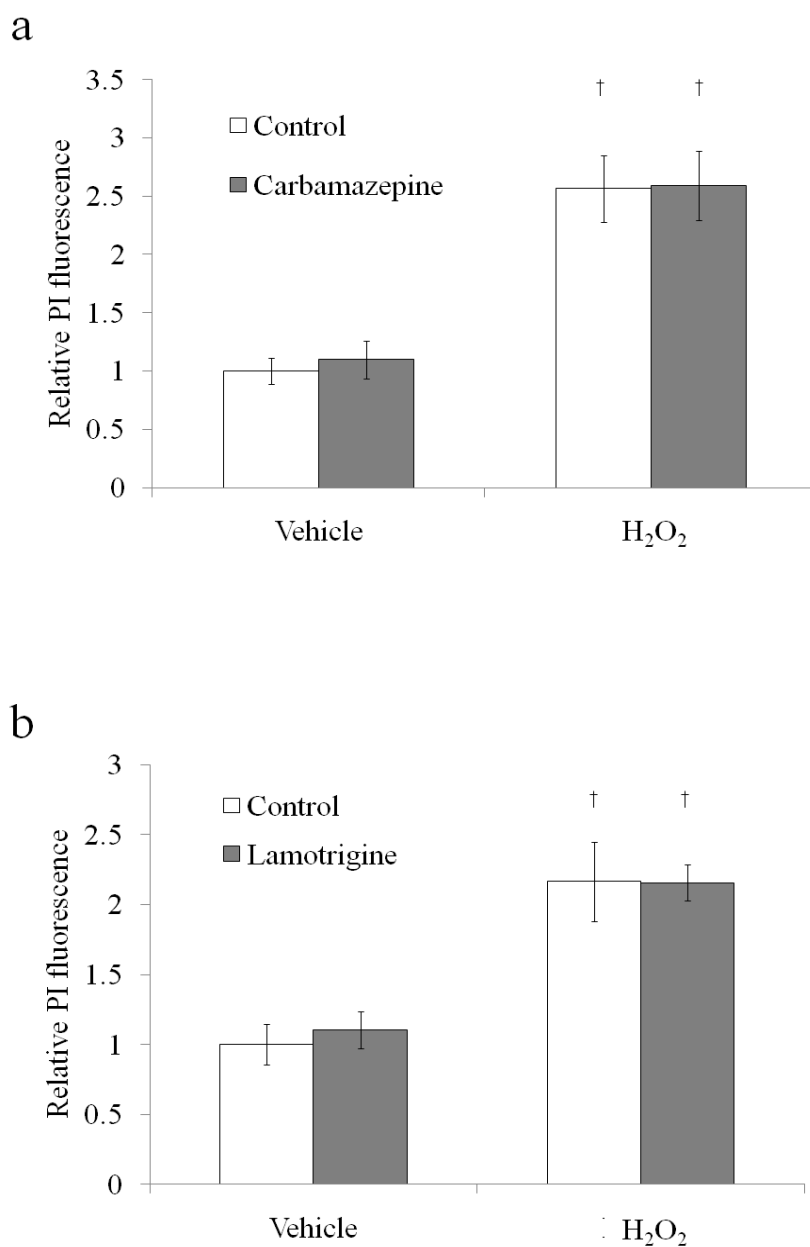 a
3.5
† †
3
Control
2.5
Carbamazepine
2
1.5
1
0.5
0
Relative PI fluorescence
Vehicle H₂O₂
b
3
† †
Control
2.5
Lamotrigine
2
1.5
1
0.5
0
Relative PI fluorescence
Vehicle H₂O₂